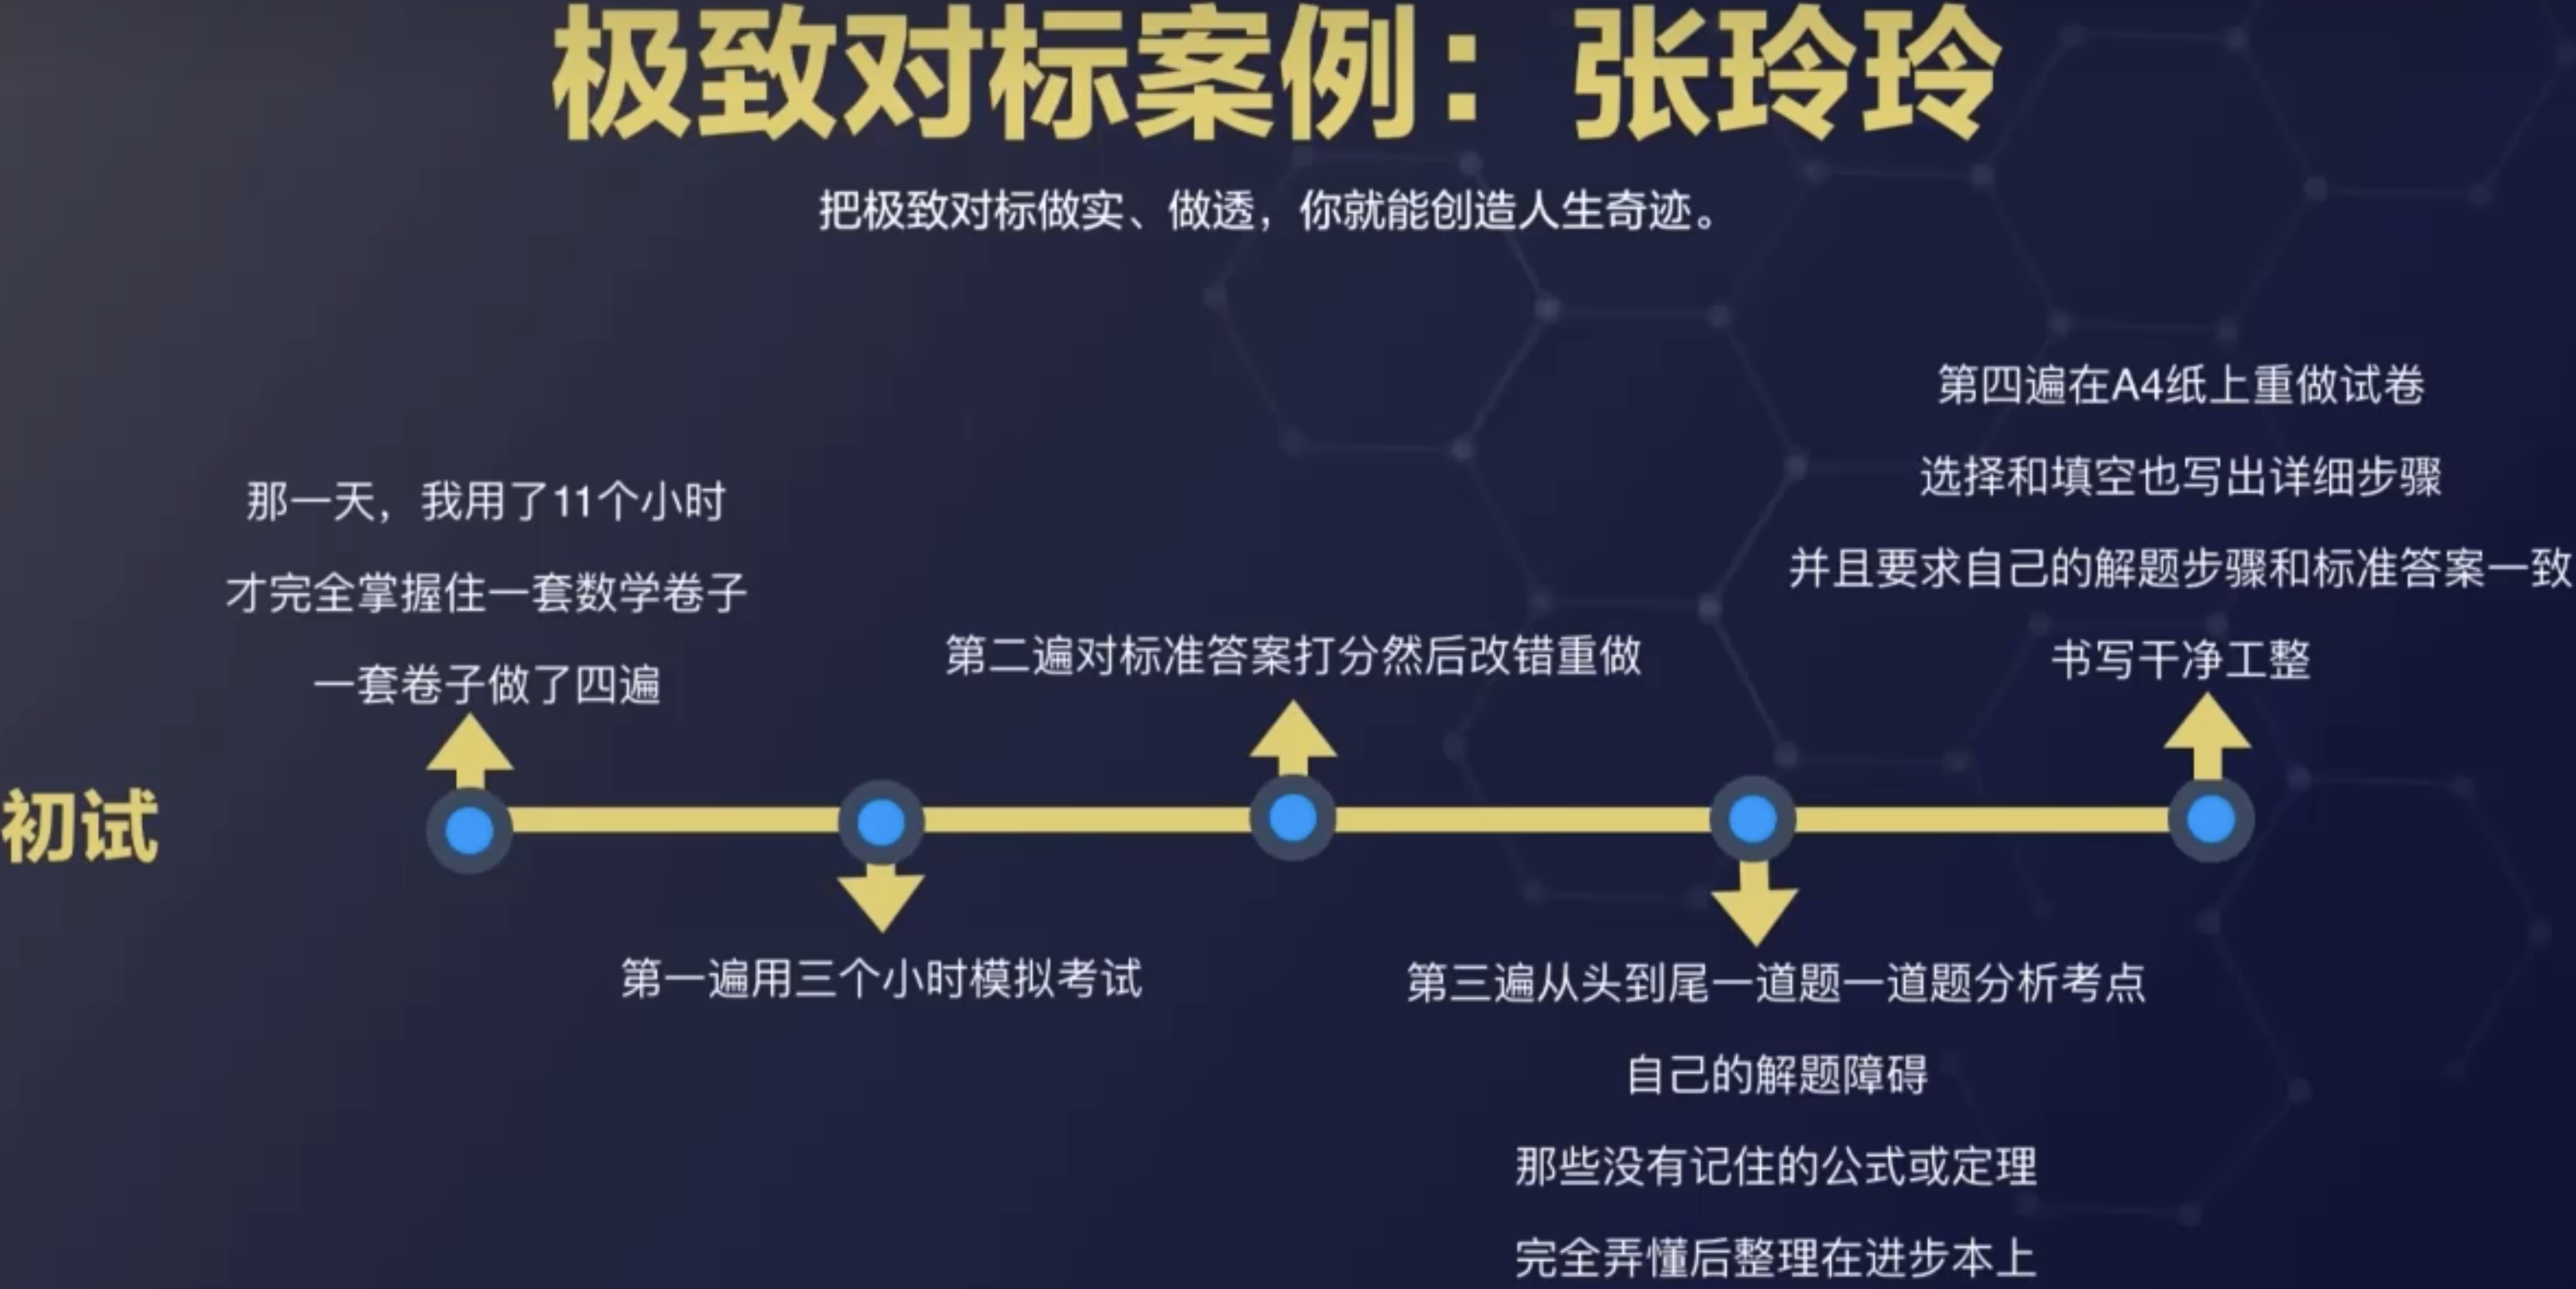 极致对标案例：张玲玲
把极致对标做实、做透，你就能创造人生奇迹。
初试
那一天，我用了11个小时
才完全掌握住一套数学卷子
一套卷子做了四遍
第一遍用三个小时模拟考试
第二遍对标准答案打分然后改错重做
第三遍从头到尾一道题一道题分析考点
自己的解题障碍
那些没有记住的公式或定理
完全弄懂后整理在进步本上
第四遍在A4纸上重做试卷
选择和填空也写出详细步骤
并且要求自己的解题步骤和标准答案一致
书写干净工整